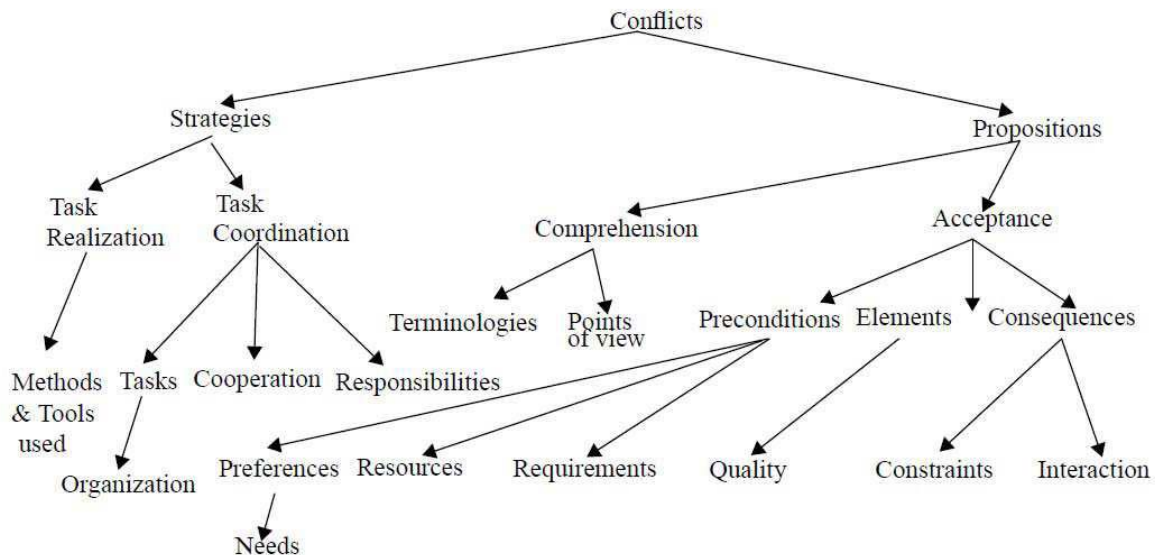 Conflicts
Strategies
Propositions
Task
Realization
Task
Coordination
Comprehension
Acceptance
Terminologies
Points
of view
Preconditions
Elements
Consequences
Methods
& Tools
used
Tasks
Cooperation
Responsibilities
Organization
Preferences
Resources
Requirements
Quality
Constraints
Interaction
Needs